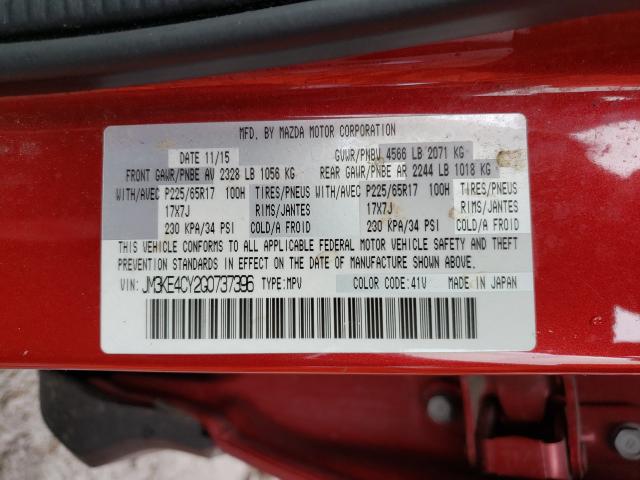 MFD. BY MAZDA MOTOR CORPORATION
DATE 11/15 GVWR/PNBV 4566 LB 2071 KG
FRONT GAWR/PNBE AV 2328 LB 1056 KG REAR GAWR/PNBE AR 2244 LB 1018 KG
WITH/AVEC P225/65R17 100H TIRES/PNEUS WITH/AVEC P225/65R17 100H TIRES/PNEUS
17X7J RIMS/JANTES 17X7J RIMS/JANTES
230 KPA/34 PSI COLD/A FROID 230 KPA/34 PSI COLD/A FROID
THIS VEHICLE CONFORMS TO ALL APPLICABLE FEDERAL MOTOR VEHICLE SAFETY AND THEFT
PREVENTION STANDARDS IN EFFECT ON THE DATE OF MANUFACTURE SHOWN ABOVE.
VIN: JM3KE4CY2G0737396 TYPE:MPV COLOR CODE:41V MADE IN JAPAN